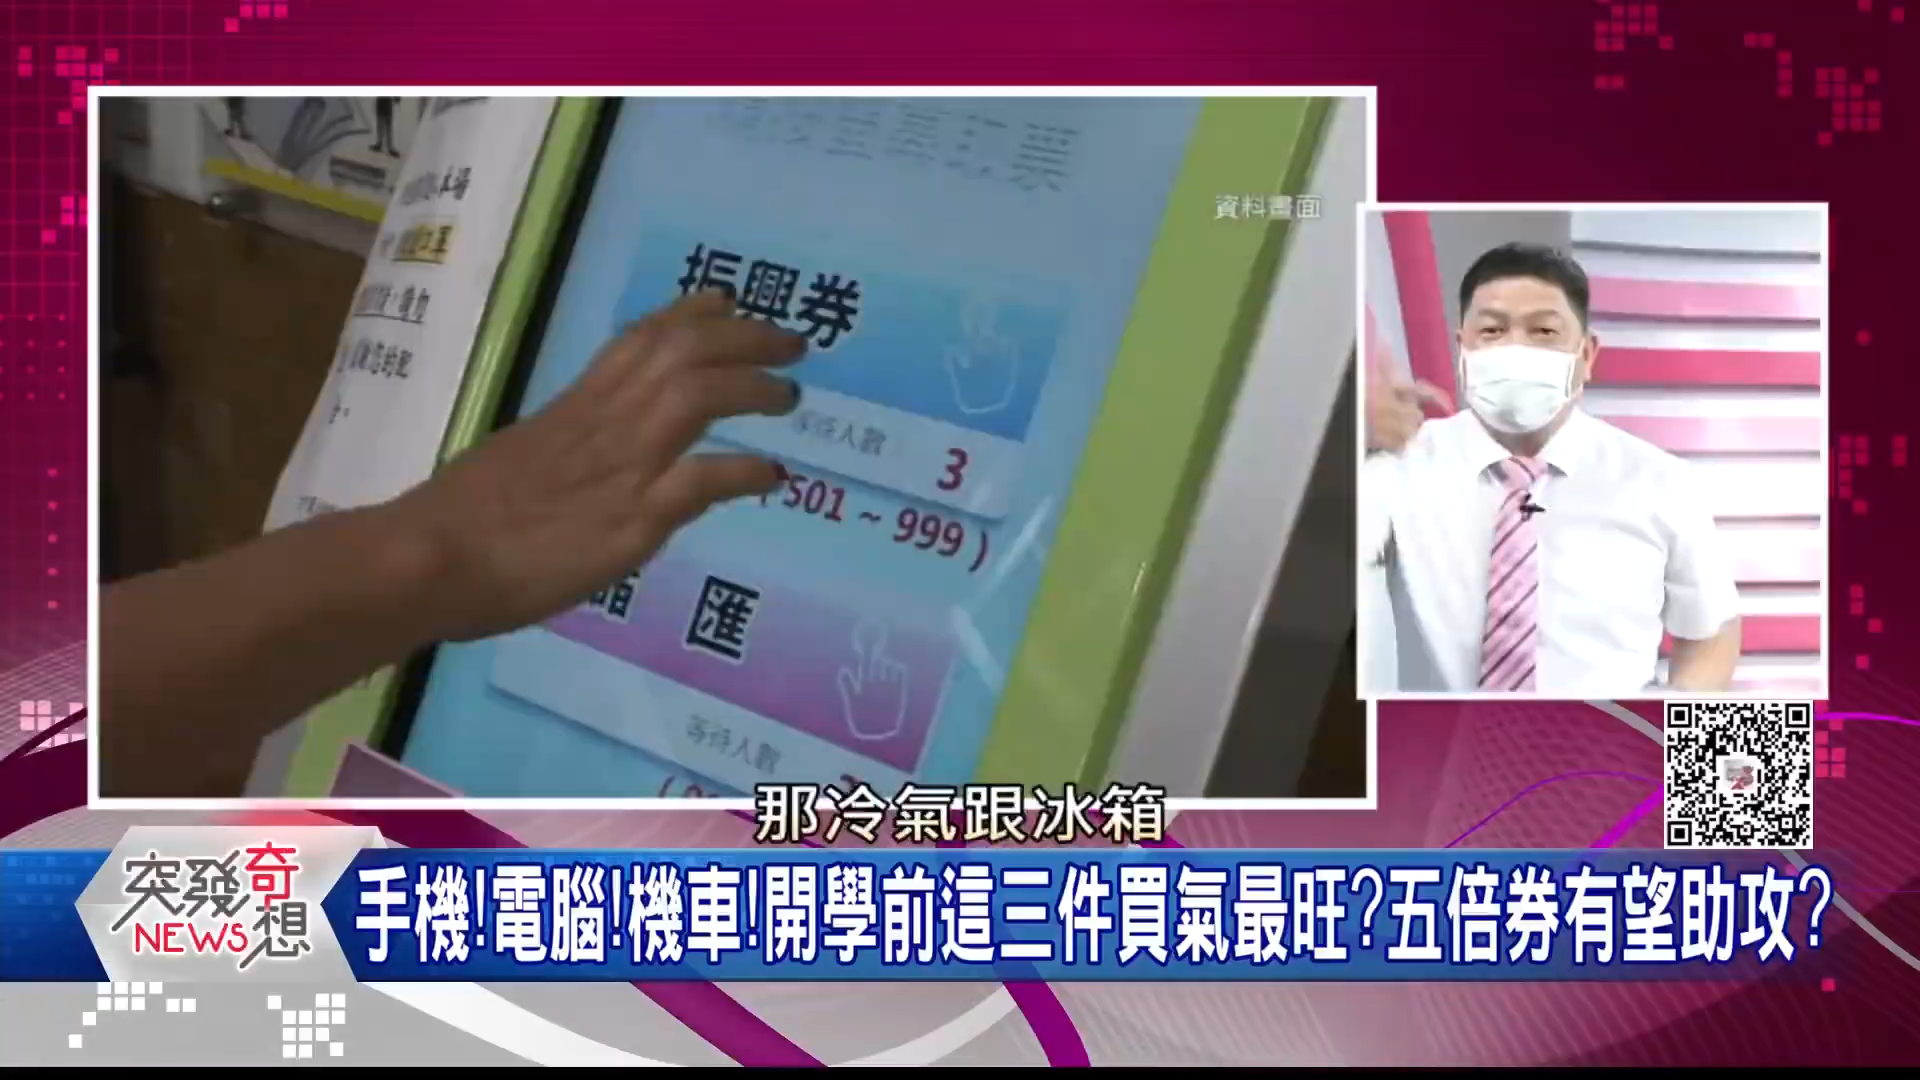 資料畫面
振興券
等待人數 3
501 ~ 999 )
匯
等待人數
那冷氣跟冰箱
突發奇想
NEWS
手機!電腦!機車!開學前這三件買氣最旺?五倍券有望助攻?